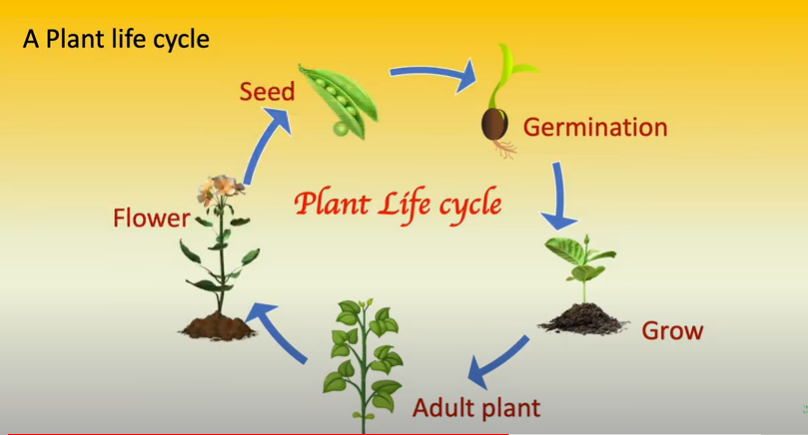 A Plant life cycle
Seed
Germination
Plant Life cycle
Flower
Grow
Adult plant